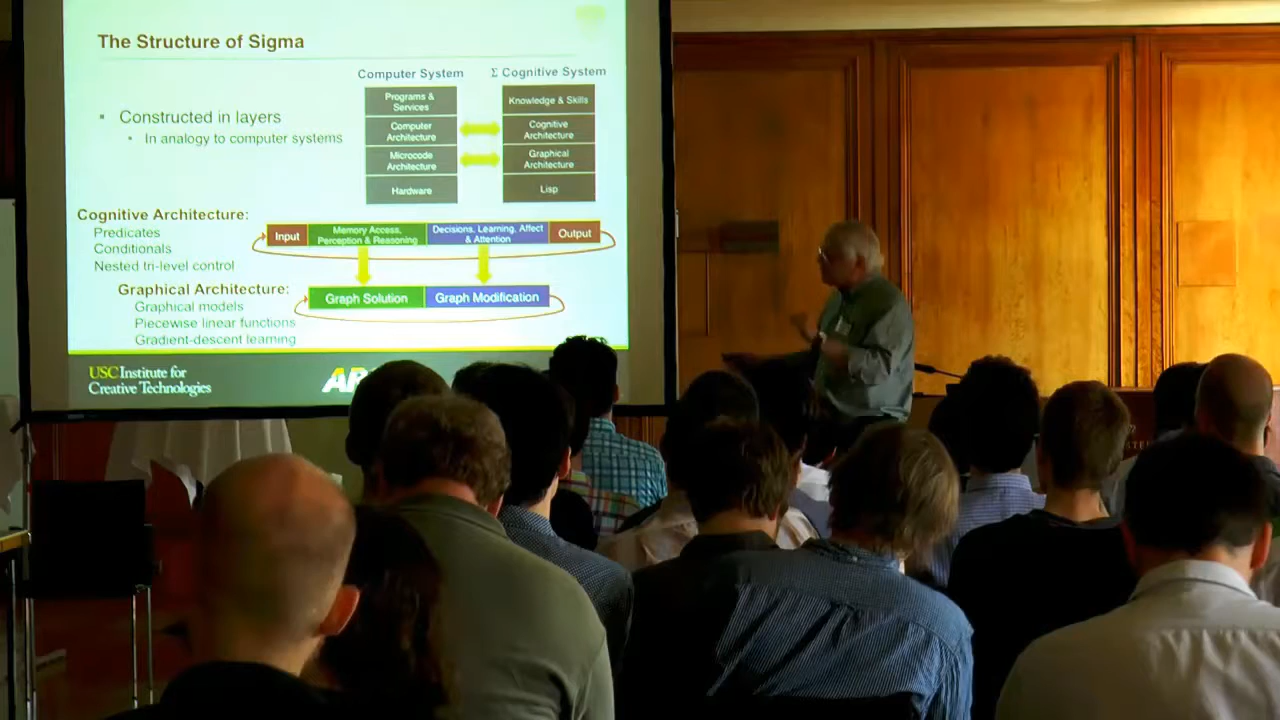 The Structure of Sigma
Computer System
Σ Cognitive System
▪ Constructed in layers
▪ In analogy to computer systems
Programs &
Services
Computer
Architecture
Microcode
Architecture
Hardware
Knowledge & Skills
Cognitive
Architecture
Graphical
Architecture
Lisp
Cognitive Architecture:
Predicates
Conditionals
Nested tri-level control
Input
Memory Access,
Perception & Reasoning
Decisions, Learning, Affect
& Attention
Output
Graphical Architecture:
Graphical models
Piecewise linear functions
Gradient-descent learning
Graph Solution
Graph Modification
USC Institute for
Creative Technologies